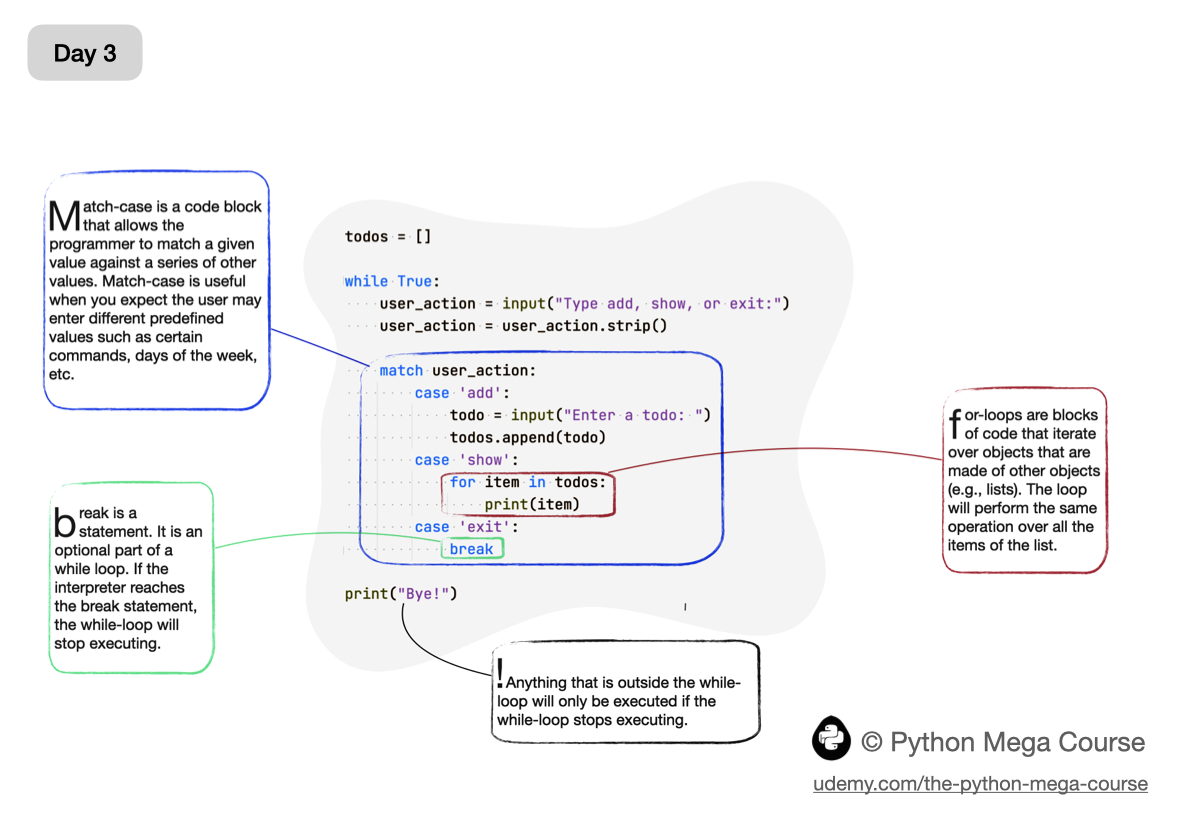 Day 3
Match-case is a code block
that allows the
programmer to match a given
value against a series of other
values. Match-case is useful
when you expect the user may
enter different predefined
values such as certain
commands, days of the week,
etc.
todos = []
while True:
    user_action = input("Type add, show, or exit:")
    user_action = user_action.strip()
    match user_action:
        case 'add':
            todo = input("Enter a todo: ")
            todos.append(todo)
        case 'show':
            for item in todos:
                print(item)
        case 'exit':
            break
print("Bye!")
for-loops are blocks
of code that iterate
over objects that are
made of other objects
(e.g., lists). The loop
will perform the same
operation over all the
items of the list.
break is a
statement. It is an
optional part of a
while loop. If the
interpreter reaches
the break statement,
the while-loop will
stop executing.
! Anything that is outside the while-
loop will only be executed if the
while-loop stops executing.
© Python Mega Course
udemy.com/the-python-mega-course